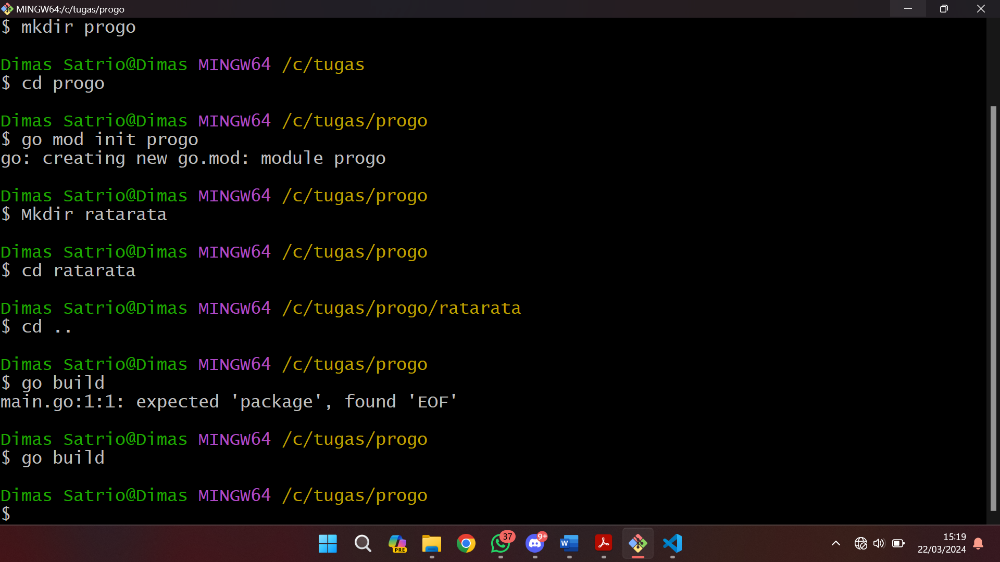 MINGW64:/c/tugas/progo
$ mkdir progo
Dimas Satrio@Dimas MINGW64 /c/tugas
$ cd progo
Dimas Satrio@Dimas MINGW64 /c/tugas/progo
$ go mod init progo
go: creating new go.mod: module progo
Dimas Satrio@Dimas MINGW64 /c/tugas/progo
$ Mkdir ratarata
Dimas Satrio@Dimas MINGW64 /c/tugas/progo
$ cd ratarata
Dimas Satrio@Dimas MINGW64 /c/tugas/progo/ratarata
$ cd ..
Dimas Satrio@Dimas MINGW64 /c/tugas/progo
$ go build
main.go:1:1: expected 'package', found 'EOF'
Dimas Satrio@Dimas MINGW64 /c/tugas/progo
$ go build
Dimas Satrio@Dimas MINGW64 /c/tugas/progo
$
PRE
37
9+
W
15:19
22/03/2024